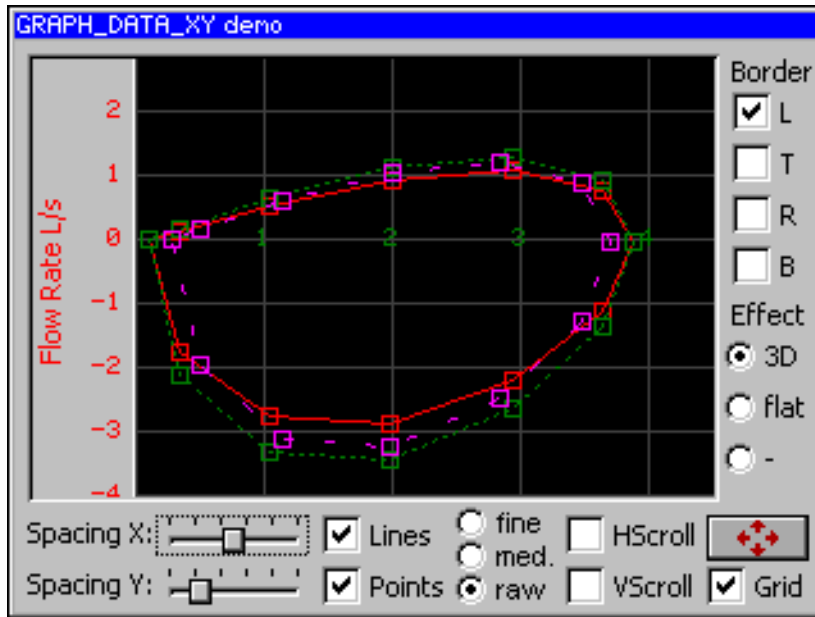 GRAPH_DATA_XY demo
Flow Rate L/s
2
1
0
-1
-2
-3
-4
1 2 3 4
Border
L
T
R
B
Effect
3D
flat
-
Spacing X:
Lines
fine
med.
raw
HScroll
Spacing Y:
Points
VScroll
Grid